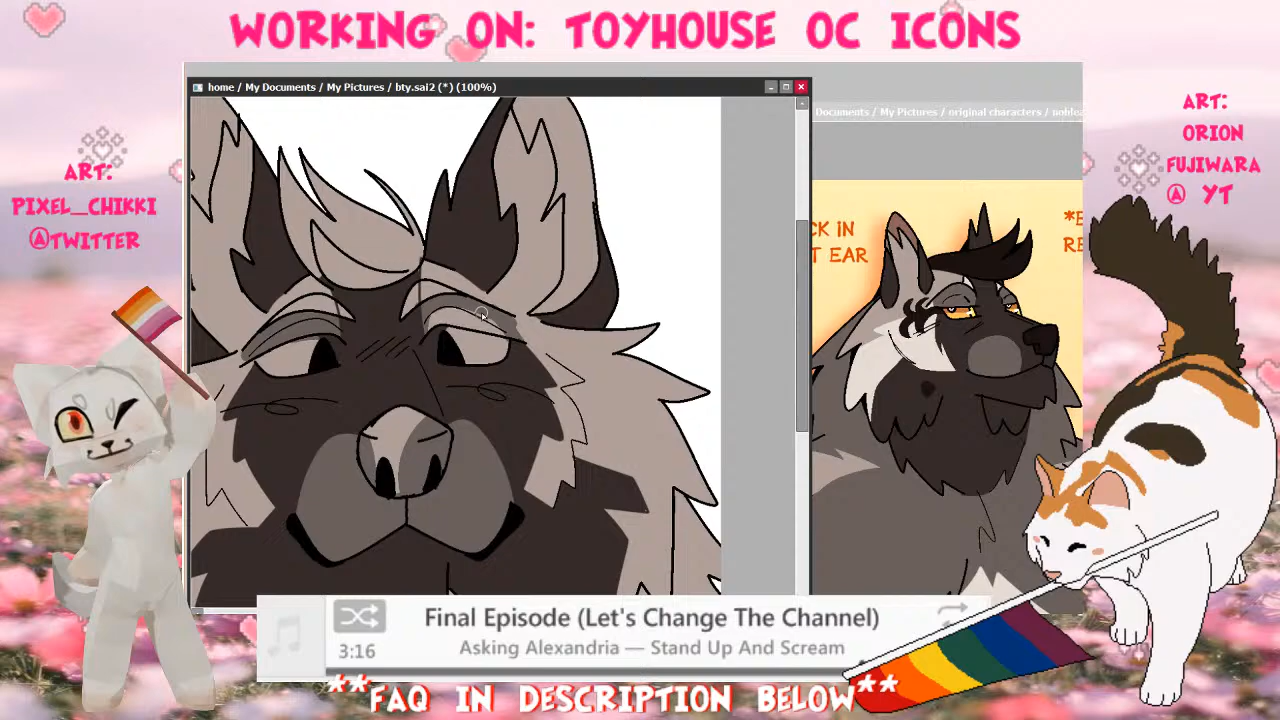 WORKING ON: TOYHOUSE OC ICONS
home / My Documents / My Pictures / bty.sai2 (*) (100%)
Documents / My Pictures / original characters /
ART:
PIXEL_CHIKKI
@TWITTER
ART:
ORION
FUJIWARA
@ YT
CK IN
T EAR
*B
RE
Final Episode (Let's Change The Channel)
3:16
Asking Alexandria — Stand Up And Scream
**FAQ IN DESCRIPTION BELOW**